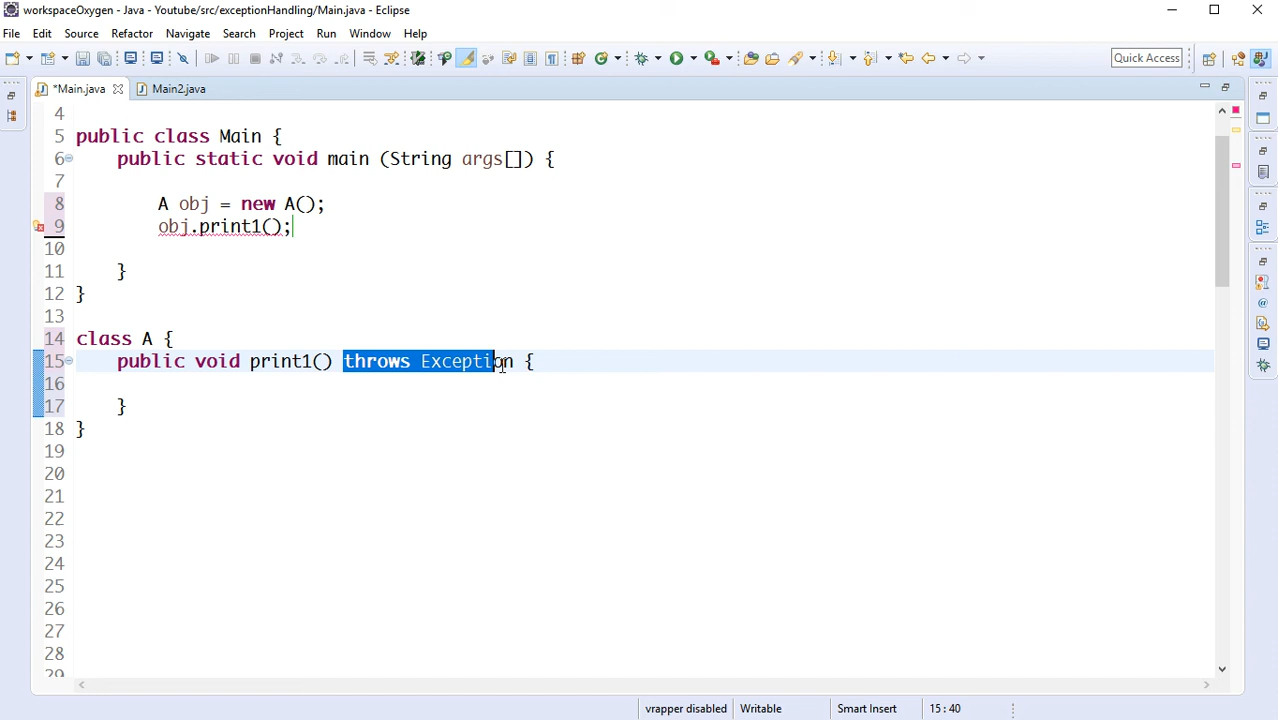 workspaceOxygen - Java - Youtube/src/exceptionHandling/Main.java - Eclipse
File Edit Source Refactor Navigate Search Project Run Window Help
Quick Access
*Main.java Main2.java
4
5 public class Main {
6 public static void main (String args[]) {
7
8 A obj = new A();
9 obj.print1();
10
11 }
12 }
13
14 class A {
15 public void print1() throws Exception {
16
17 }
18 }
19
20
21
22
23
24
25
26
27
28
29
vrapper disabled Writable Smart Insert 15 : 40